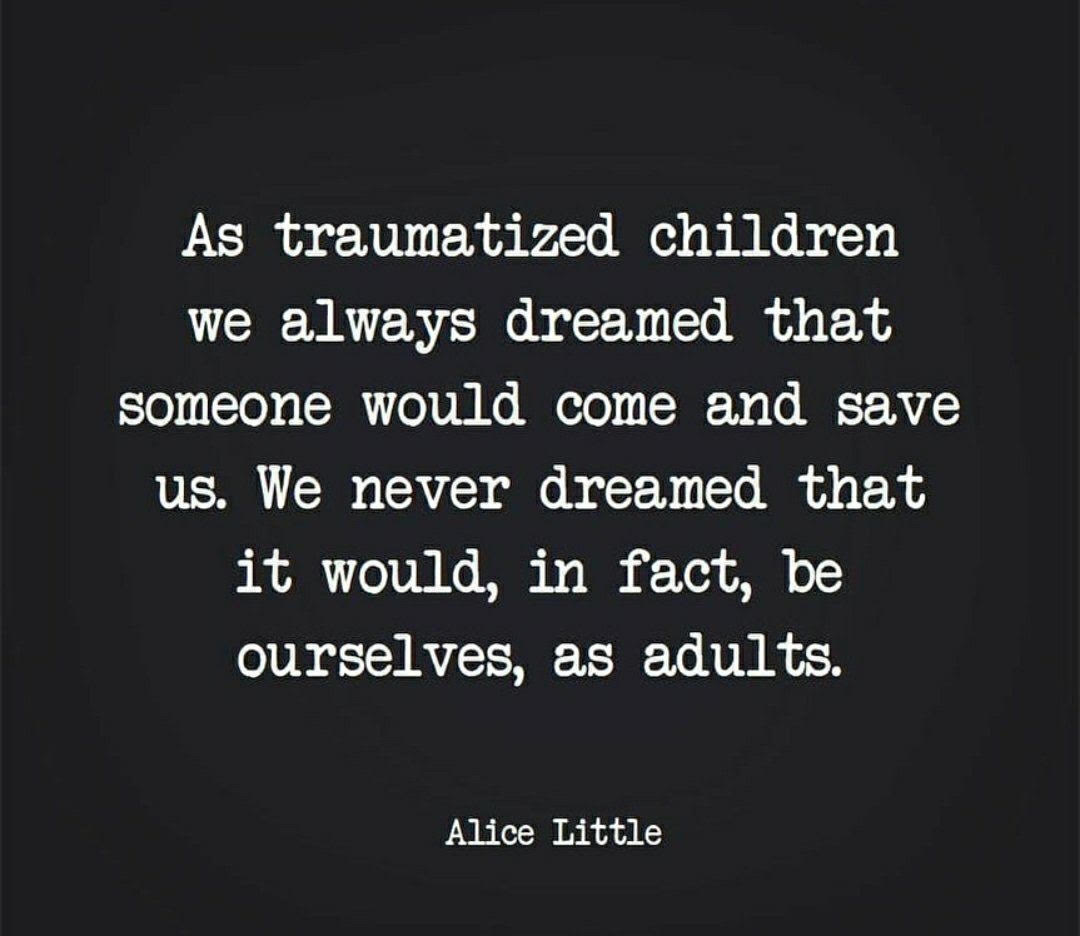 As traumatized children
we always dreamed that
someone would come and save
us. We never dreamed that
it would, in fact, be
ourselves, as adults.
Alice Little